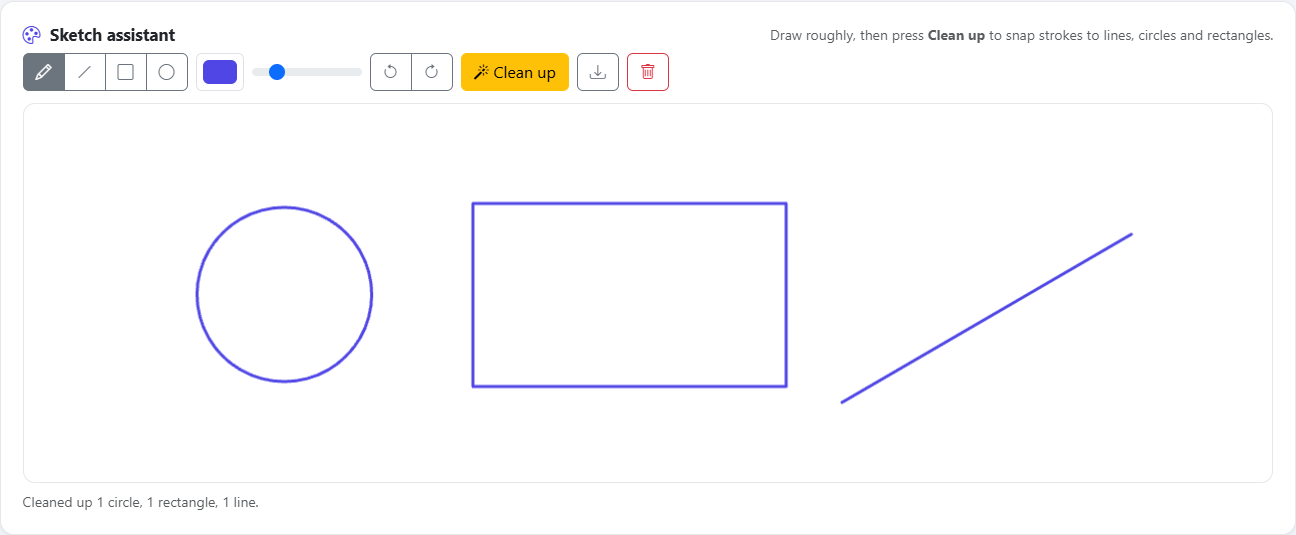 Sketch assistant
Draw roughly, then press Clean up to snap strokes to lines, circles and rectangles.
Clean up
Cleaned up 1 circle, 1 rectangle, 1 line.